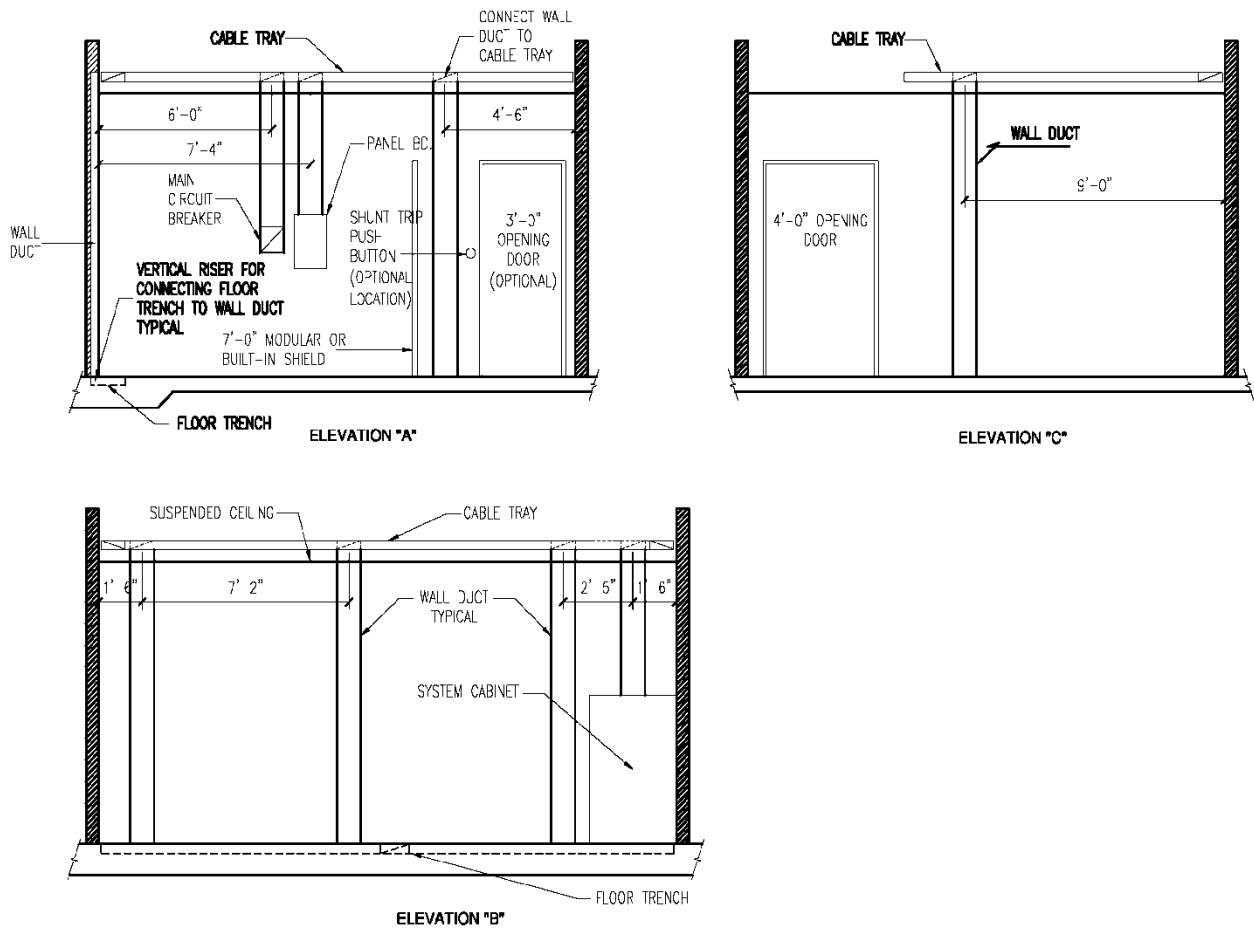 CONNECT WALL
DUCT TO
CABLE TRAY
CABLE TRAY
6'-0"
4'-6"
7'-4"
PANEL BD.
MAIN
CIRCUIT
BREAKER
WALL
DUCT
SHUNT TRIP
PUSH
BUTTON
(OPTIONAL
LOCATION)
3'-0"
OPENING
DOOR
(OPTIONAL)
VERTICAL RISER FOR
CONNECTING FLOOR
TRENCH TO WALL DUCT
TYPICAL
7'-0" MODULAR OR
BUILT-IN SHIELD
FLOOR TRENCH
ELEVATION "A"
CABLE TRAY
WALL DUCT
9'-0"
4'-0" OPENING
DOOR
ELEVATION "C"
SUSPENDED CEILING
CABLE TRAY
1' 6"
7' 2"
2' 5"
1' 6"
WALL DUCT
TYPICAL
SYSTEM CABINET
FLOOR TRENCH
ELEVATION "B"